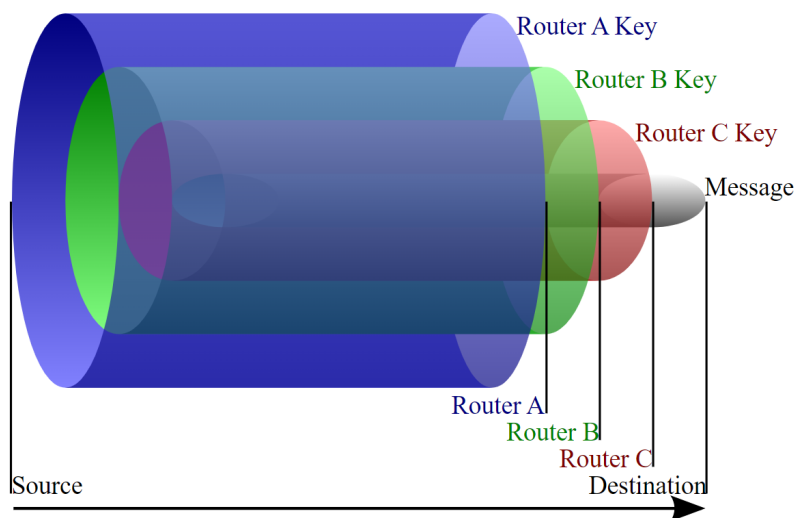 Router A Key
Router B Key
Router C Key
Message
Router A
Router B
Router C
Source
Destination